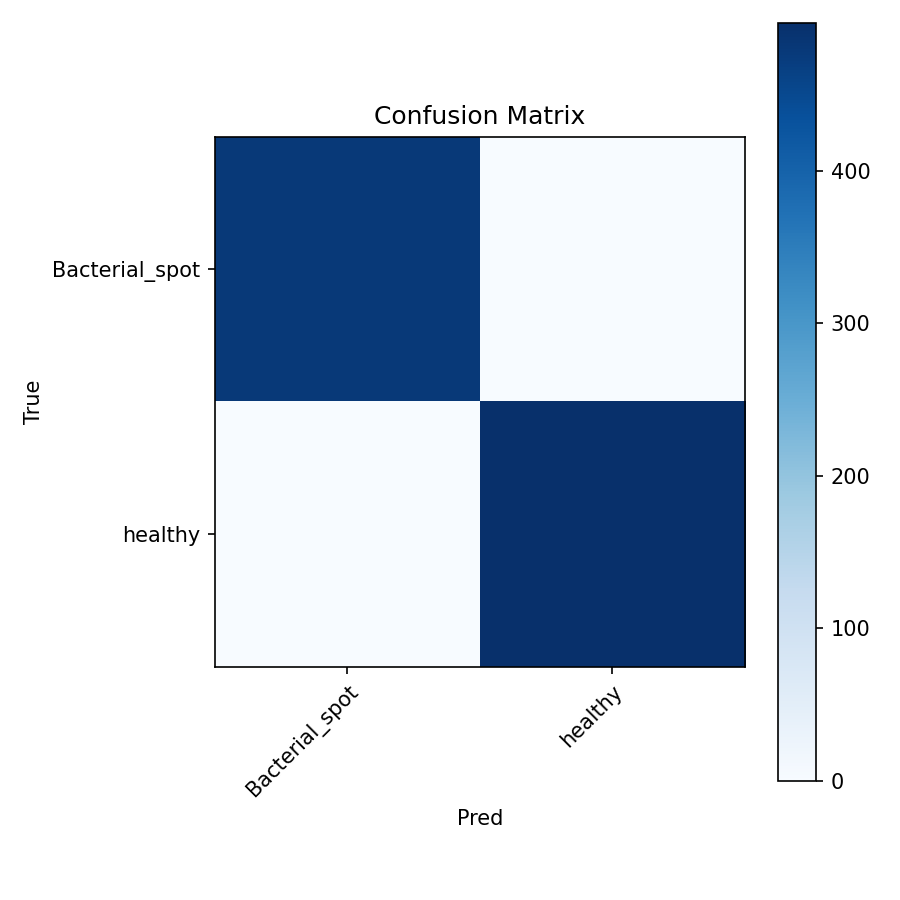 Confusion Matrix
True
Bacterial_spot
healthy
Bacterial_spot
healthy
Pred
400
300
200
100
0